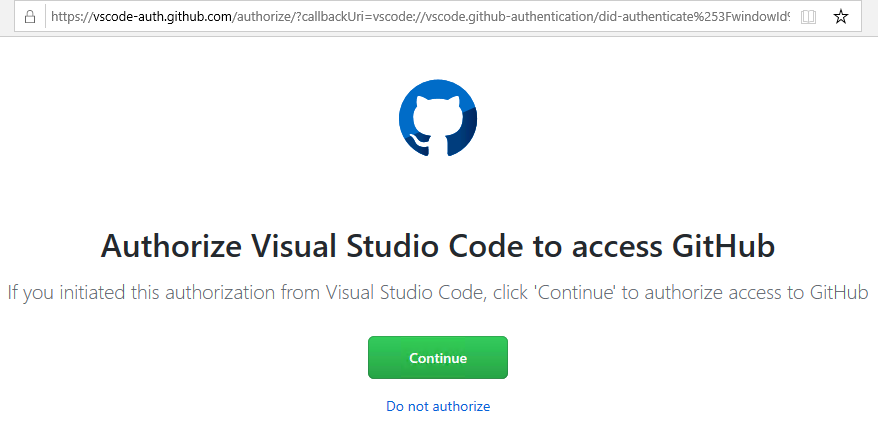 https://vscode-auth.github.com/authorize/?callbackUri=vscode://vscode.github-authentication/did-authenticate%253FwindowId%
Authorize Visual Studio Code to access GitHub
If you initiated this authorization from Visual Studio Code, click 'Continue' to authorize access to GitHub
Continue
Do not authorize